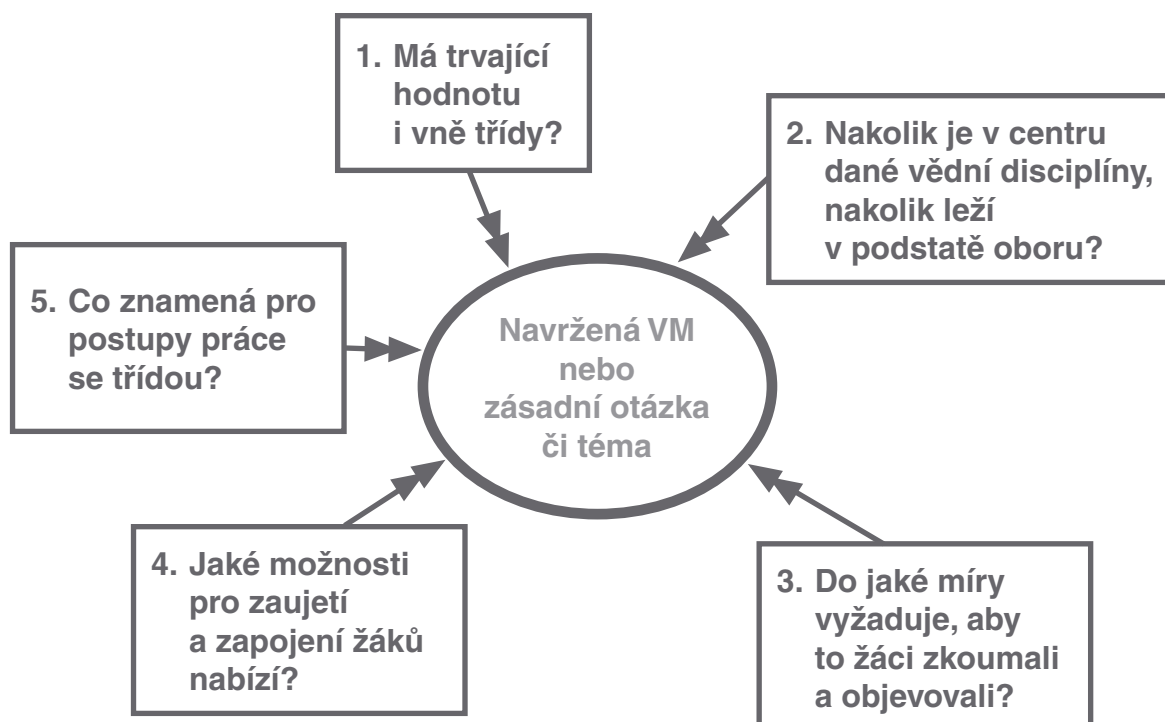 1. Má trvající
hodnotu
i vně třídy?
2. Nakolik je v centru
dané vědní disciplíny,
nakolik leží
v podstatě oboru?
5. Co znamená pro
postupy práce
se třídou?
Navržená VM
nebo
zásadní otázka
či téma
4. Jaké možnosti
pro zaujetí
a zapojení žáků
nabízí?
3. Do jaké míry
vyžaduje, aby
to žáci zkoumali
a objevovali?